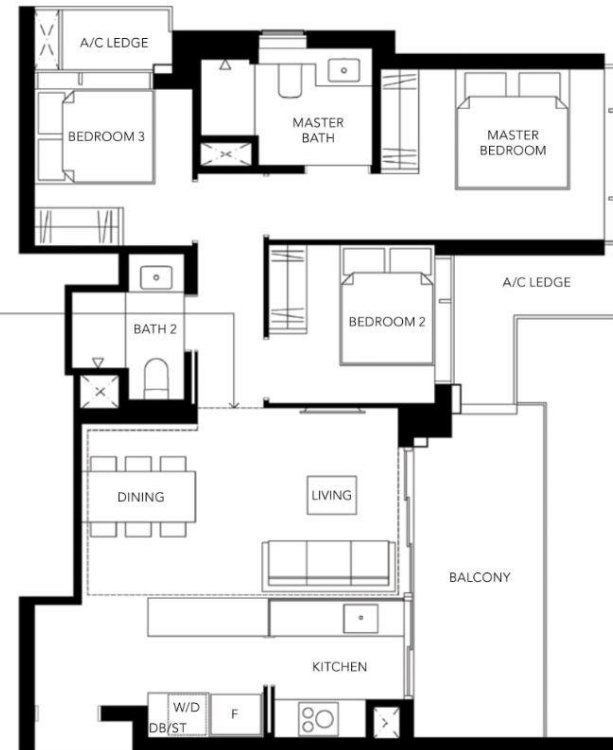 A/C LEDGE
BEDROOM 3
MASTER
BATH
MASTER
BEDROOM
A/C LEDGE
BATH 2
BEDROOM 2
DINING
LIVING
BALCONY
KITCHEN
W/D
DB/ST
F